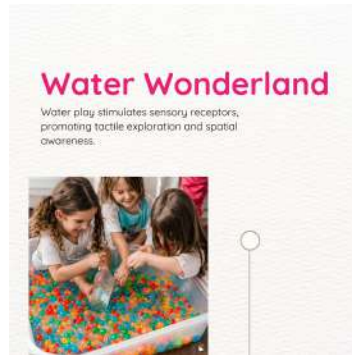 Water Wonderland
Water play stimulates sensory receptors,
promoting tactile exploration and spatial
awareness.